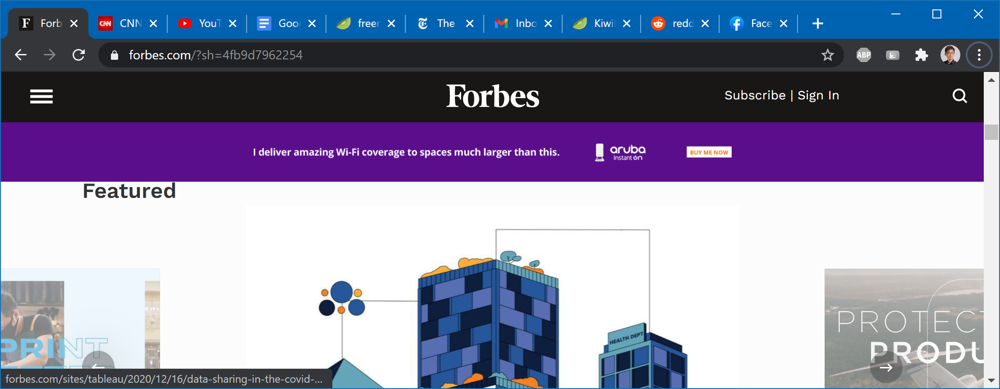 F Forb CNN CNN YouT Goog freer The Inbo Kiwi redd Face
forbes.com/?sh=4fb9d7962254
ABP
Forbes
Subscribe | Sign In
I deliver amazing Wi-Fi coverage to spaces much larger than this.
aruba
Instant On
BUY ME NOW
Featured
HEALTH DEPT
PRINT
PROTECT
PRODU
forbes.com/sites/tableau/2020/12/16/data-sharing-in-the-covid-...